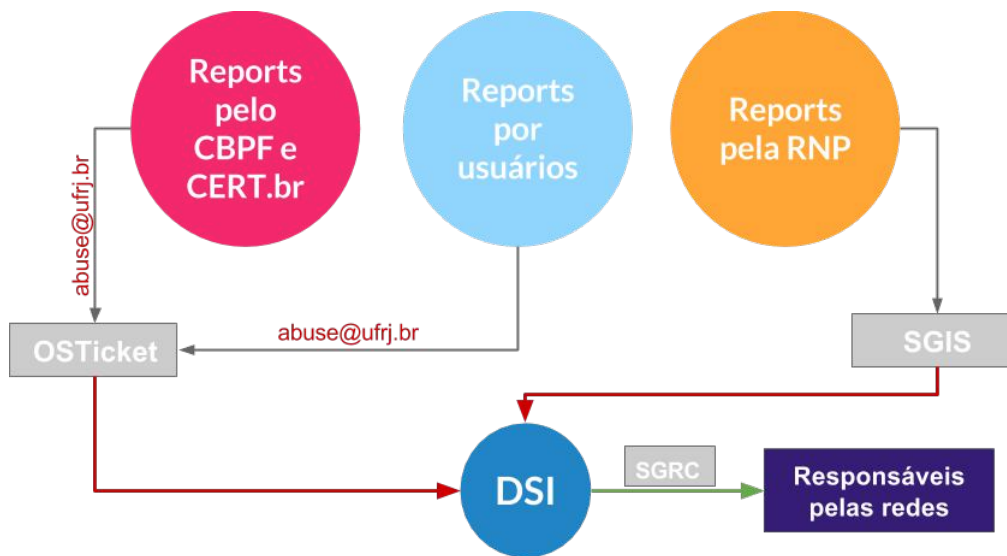 Reports
pelo
CBPF e
CERT.br
Reports
por
usuários
Reports
pela RNP
abuse@ufrj.br
abuse@ufrj.br
OSTicket
SGIS
DSI
SGRC
Responsáveis
pelas redes